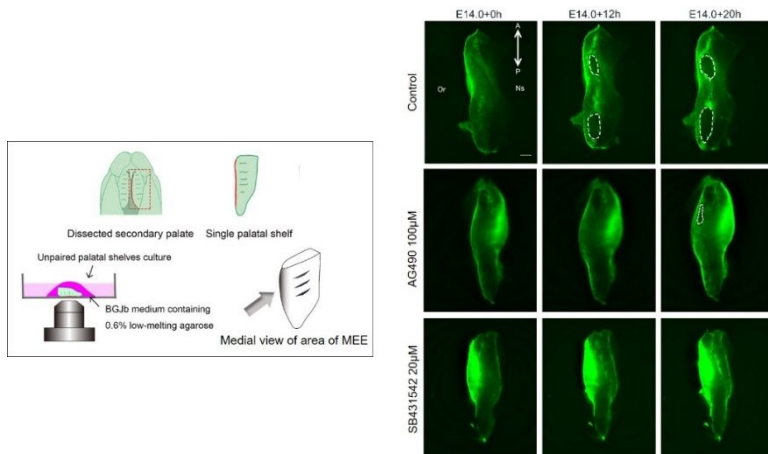 Dissected secondary palate
Single palatal shelf
Unpaired palatal shelves culture
BGJb medium containing
0.6% low-melting agarose
Medial view of area of MEE
E14.0+0h
E14.0+12h
E14.0+20h
Control
A
P
Or
Ns
AG490 100μM
SB431542 20μM